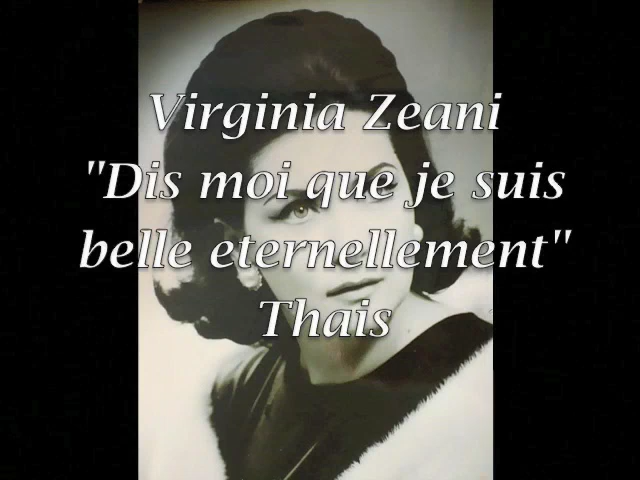 Virginia Zeani
"Dis moi que je suis
belle eternellement"
Thais